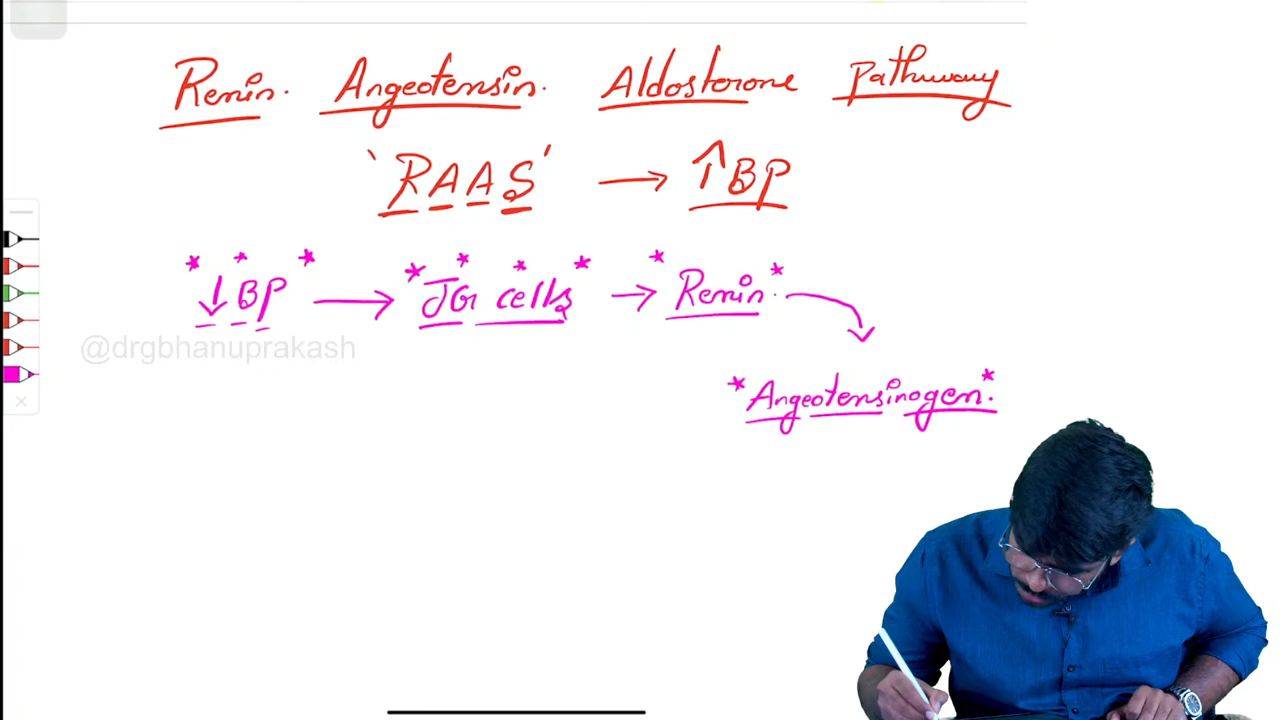 Renin. Angeotensin. Aldosterone Pathway
'RAAS' → ↑BP
* * * * * * * * *
↓BP → JG cells → Renin.
@drgbhanuprakash
*Angeotensinogen.*